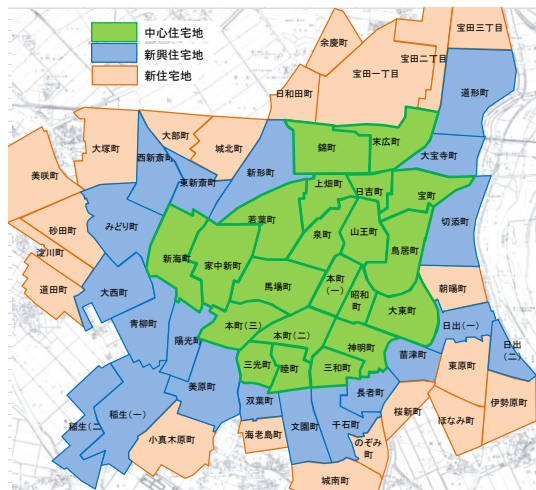 中心住宅地
新興住宅地
新住宅地
余慶町
宝田三丁目
宝田二丁目
宝田一丁目
日和田町
道形町
大塚町
大部町
城北町
錦町
末広町
大宝寺町
西新斎町
東新斎町
新形町
美咲町
上畑町
日吉町
宝町
砂田町
みどり町
若葉町
切添町
淀川町
新海町
家中新町
泉町
山王町
鳥居町
道田町
大西町
馬場町
本町
(一)
昭和
町
朝暘町
大東町
青柳町
陽光町
本町(三)
本町(二)
神明町
日出(一)
日出
(二)
苗津町
三光町
睦町
三和町
東原町
美原町
双葉町
長者町
伊勢原町
稲生(一)
稲生(二
小真木原町
海老島町
文園町
千石町
桜新町
ほなみ町
のぞみ
町
城南町